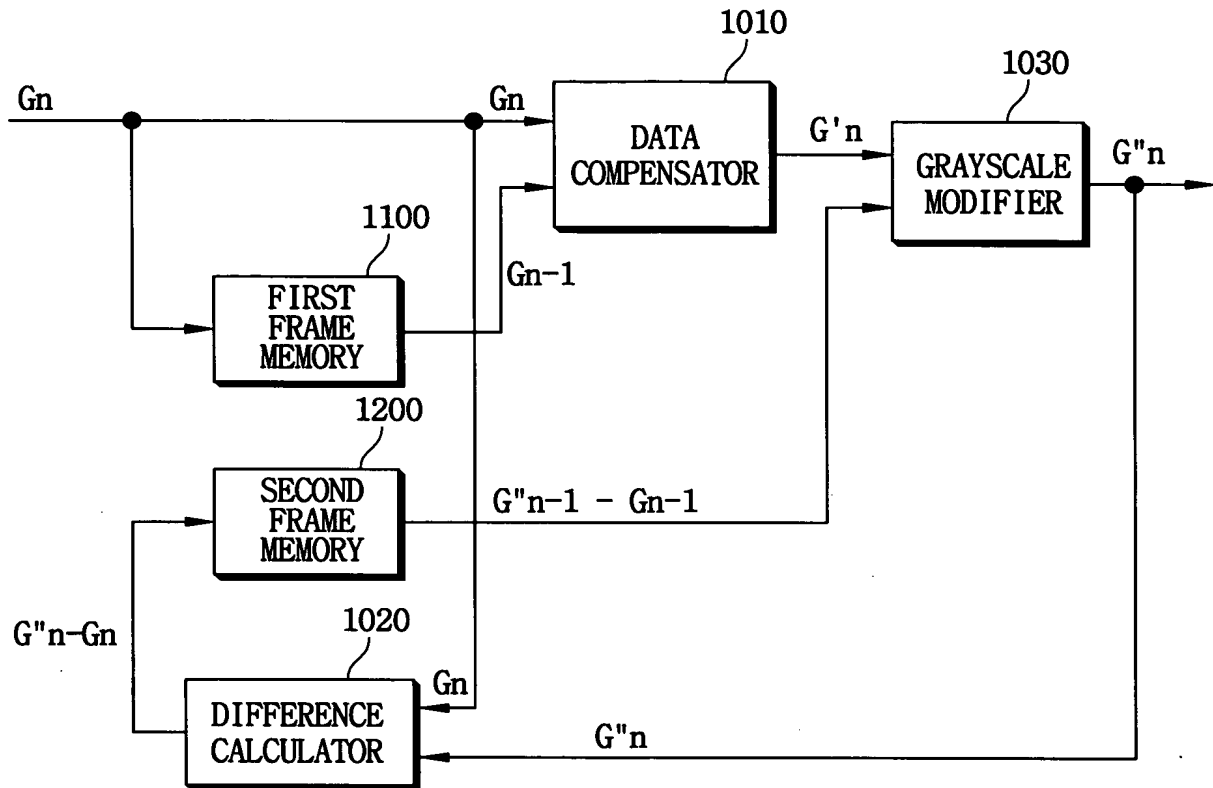 1010
1030
Gn
Gn
DATA
COMPENSATOR
G'n
GRAYSCALE
MODIFIER
G"n
1100
FIRST
FRAME
MEMORY
Gn-1
1200
SECOND
FRAME
MEMORY
G"n-1 - Gn-1
G"n-Gn
1020
DIFFERENCE
CALCULATOR
Gn
G"n